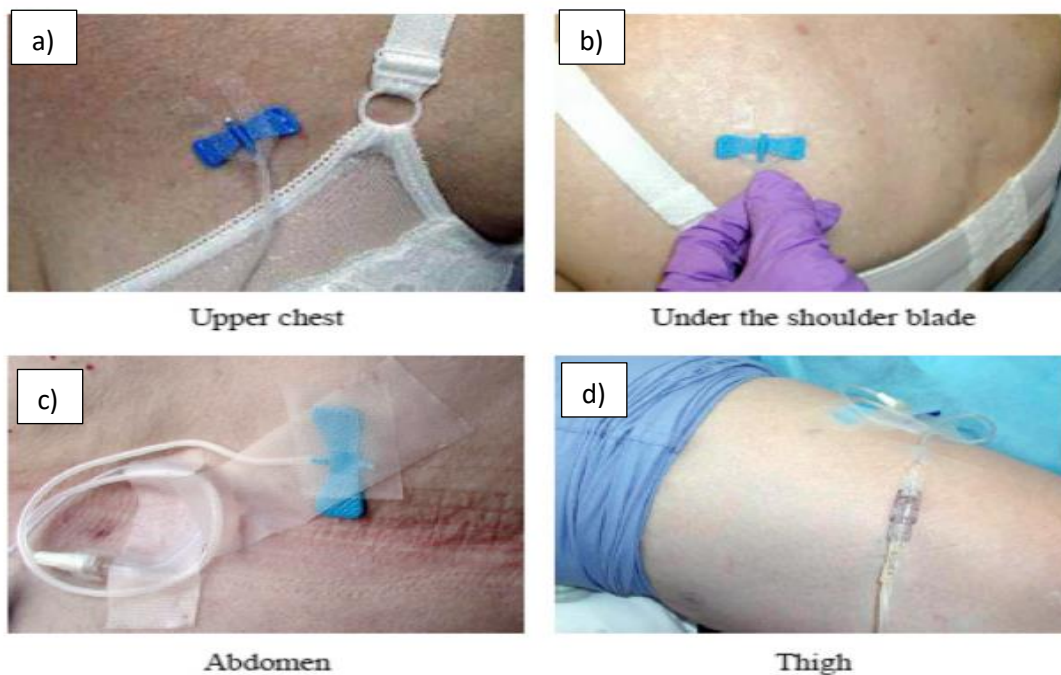 a)
b)
Upper chest
Under the shoulder blade
c)
d)
Abdomen
Thigh